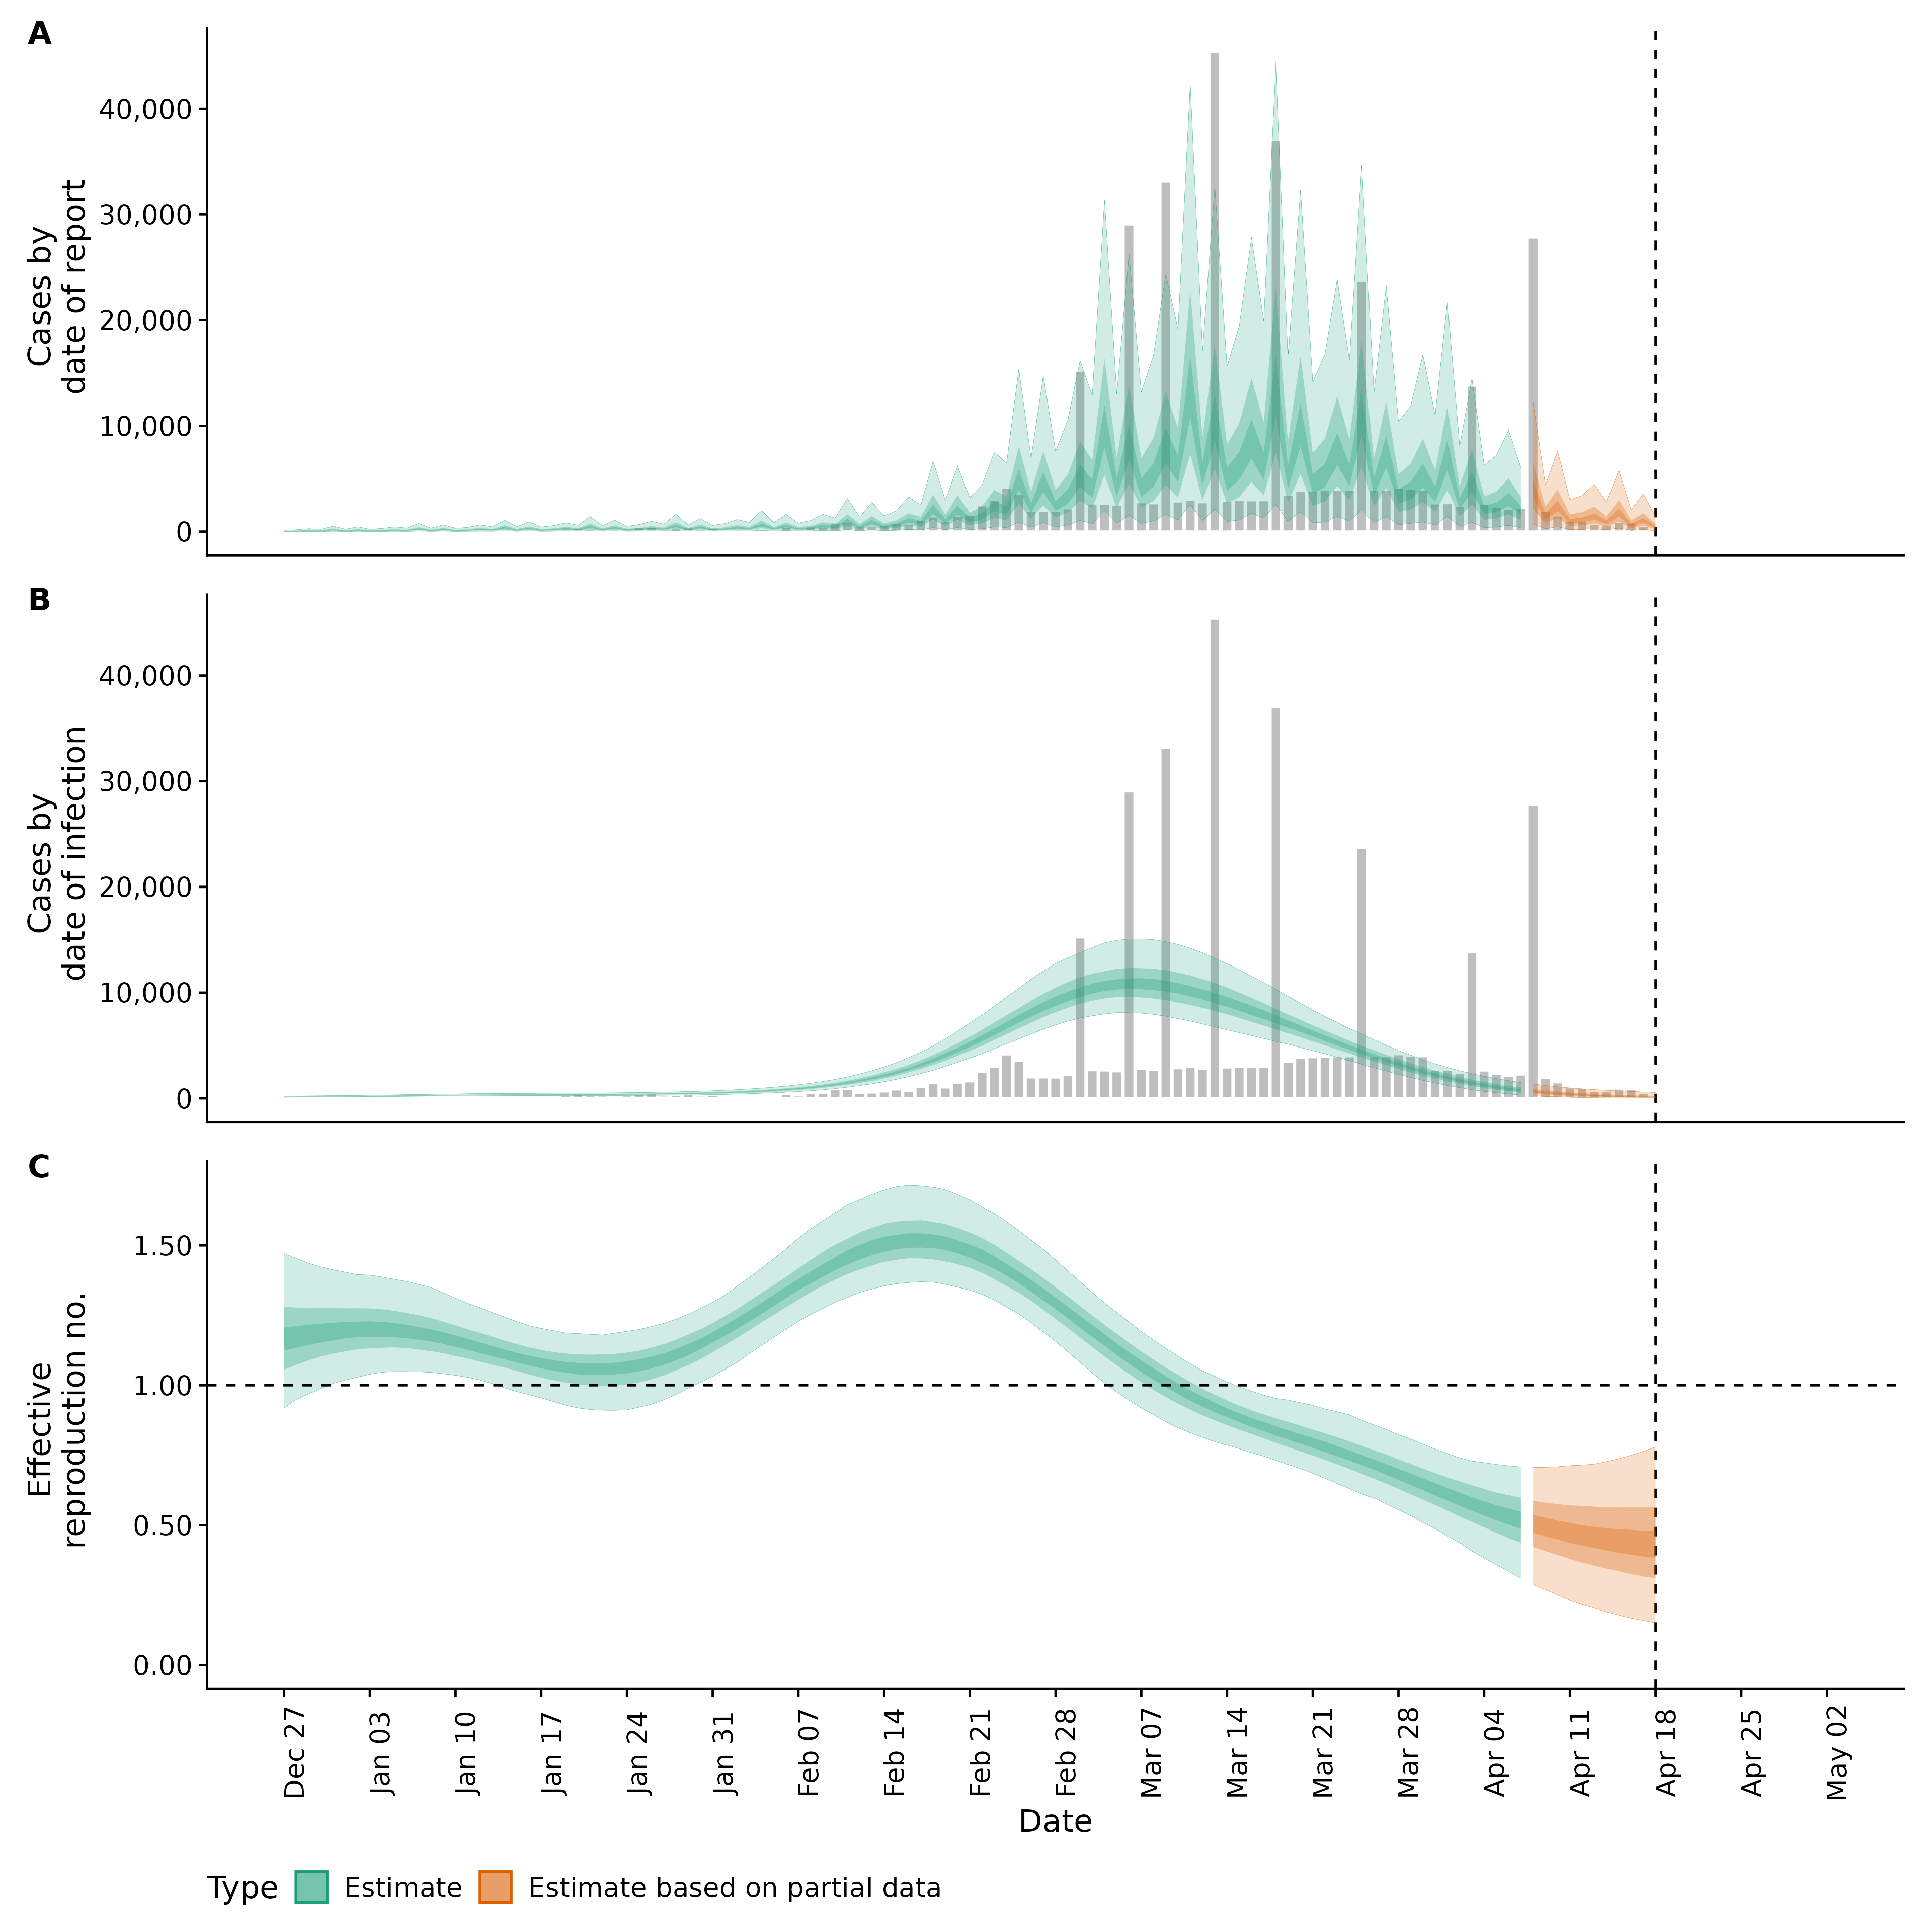 A
Cases by
date of report
40,000
30,000
20,000
10,000
0
B
Cases by
date of infection
40,000
30,000
20,000
10,000
0
C
Effective
reproduction no.
1.50
1.00
0.50
0.00
Dec 27
Jan 03
Jan 10
Jan 17
Jan 24
Jan 31
Feb 07
Feb 14
Feb 21
Feb 28
Mar 07
Mar 14
Mar 21
Mar 28
Apr 04
Apr 11
Apr 18
Apr 25
May 02
Date
Type Estimate Estimate based on partial data